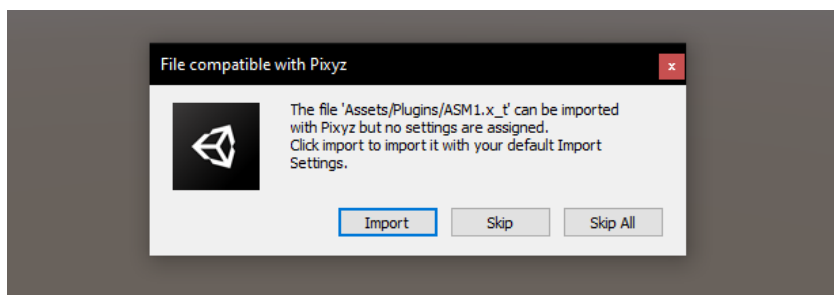 File compatible with Pixyz
x
The file 'Assets/Plugins/ASM1.x_t' can be imported
with Pixyz but no settings are assigned.
Click import to import it with your default Import
Settings.
Import Skip Skip All